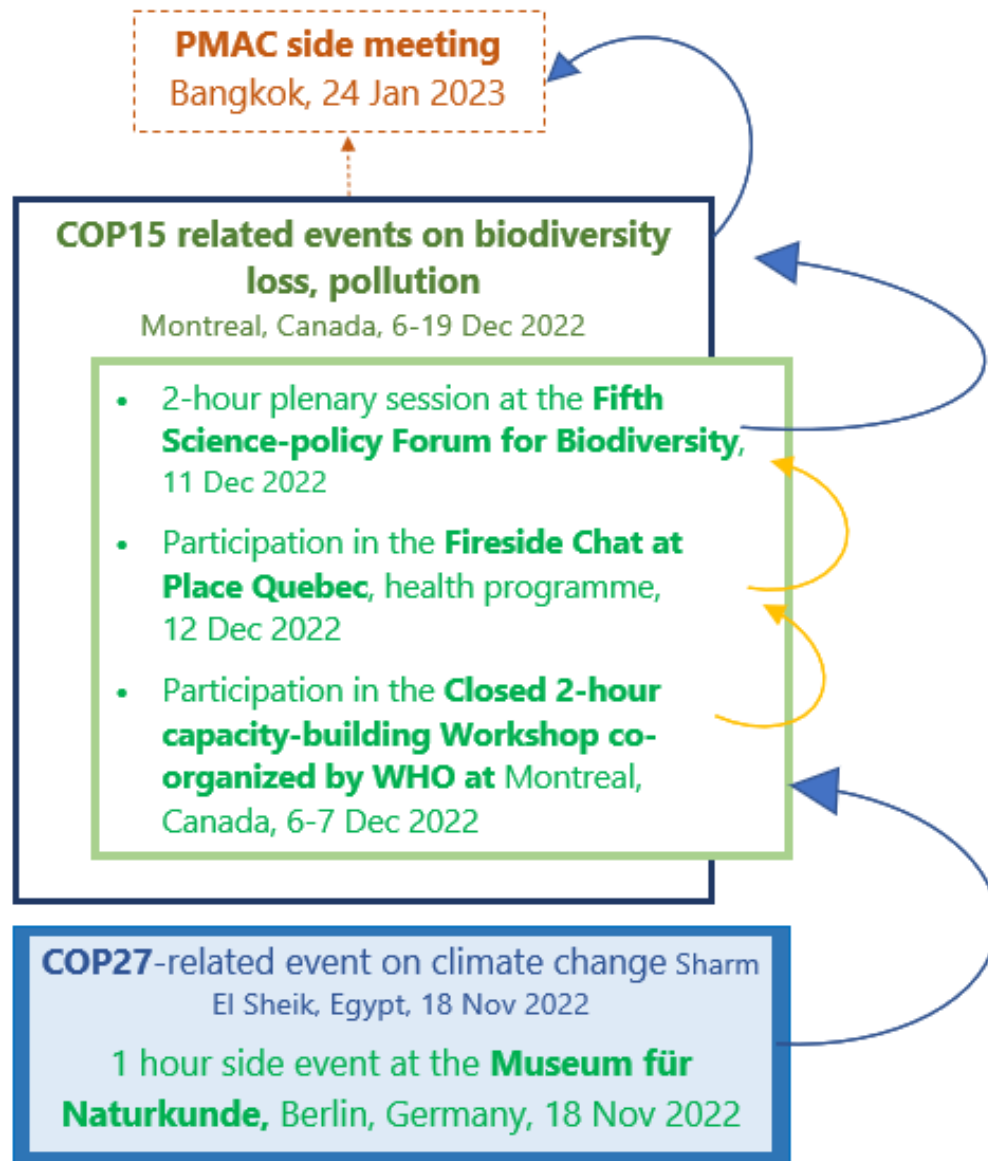 PMAC side meeting
Bangkok, 24 Jan 2023
COP15 related events on biodiversity
loss, pollution
Montreal, Canada, 6-19 Dec 2022
• 2-hour plenary session at the Fifth
Science-policy Forum for Biodiversity,
11 Dec 2022
• Participation in the Fireside Chat at
Place Quebec, health programme,
12 Dec 2022
• Participation in the Closed 2-hour
capacity-building Workshop co-
organized by WHO at Montreal,
Canada, 6-7 Dec 2022
COP27-related event on climate change Sharm
El Sheik, Egypt, 18 Nov 2022
1 hour side event at the Museum für
Naturkunde, Berlin, Germany, 18 Nov 2022